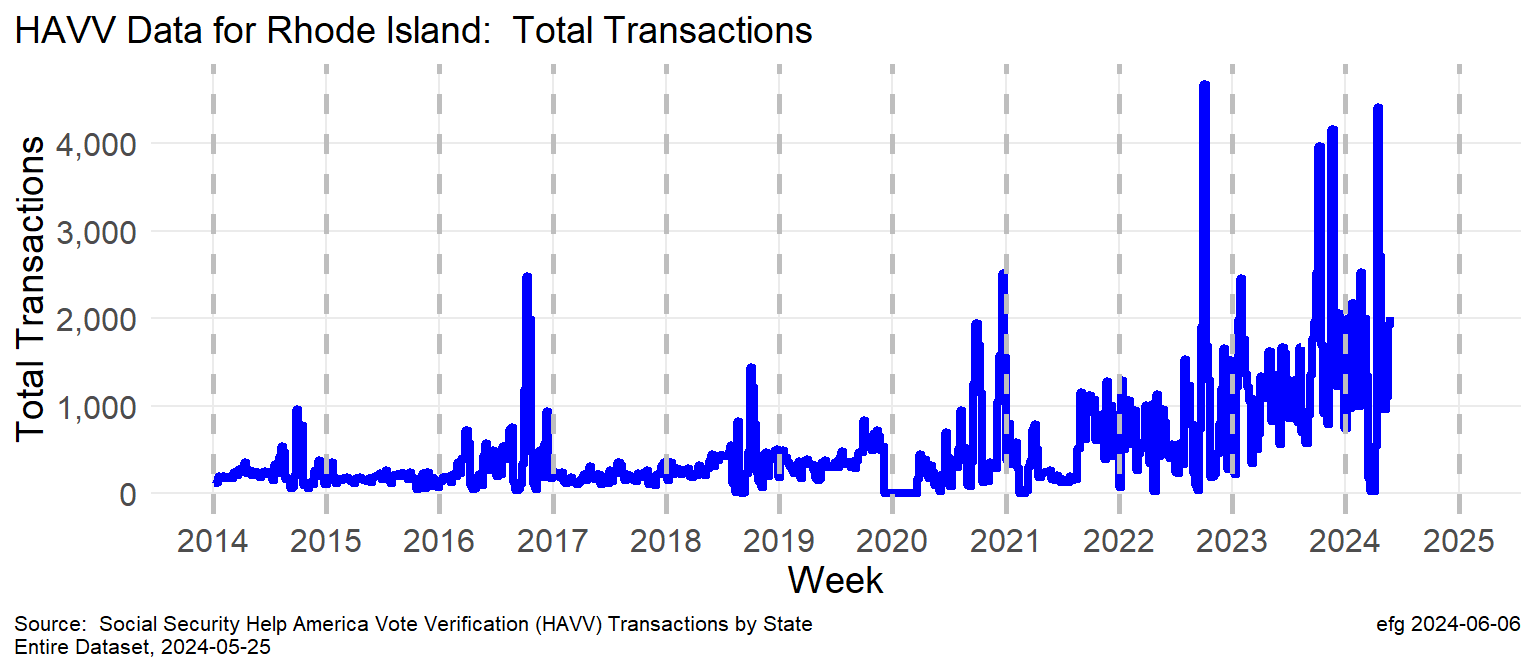 HAVV Data for Rhode Island:  Total Transactions
Total Transactions
4,000
3,000
2,000
1,000
0
2014 2015 2016 2017 2018 2019 2020 2021 2022 2023 2024 2025
Week
Source:  Social Security Help America Vote Verification (HAVV) Transactions by State
Entire Dataset, 2024-05-25
efg 2024-06-06